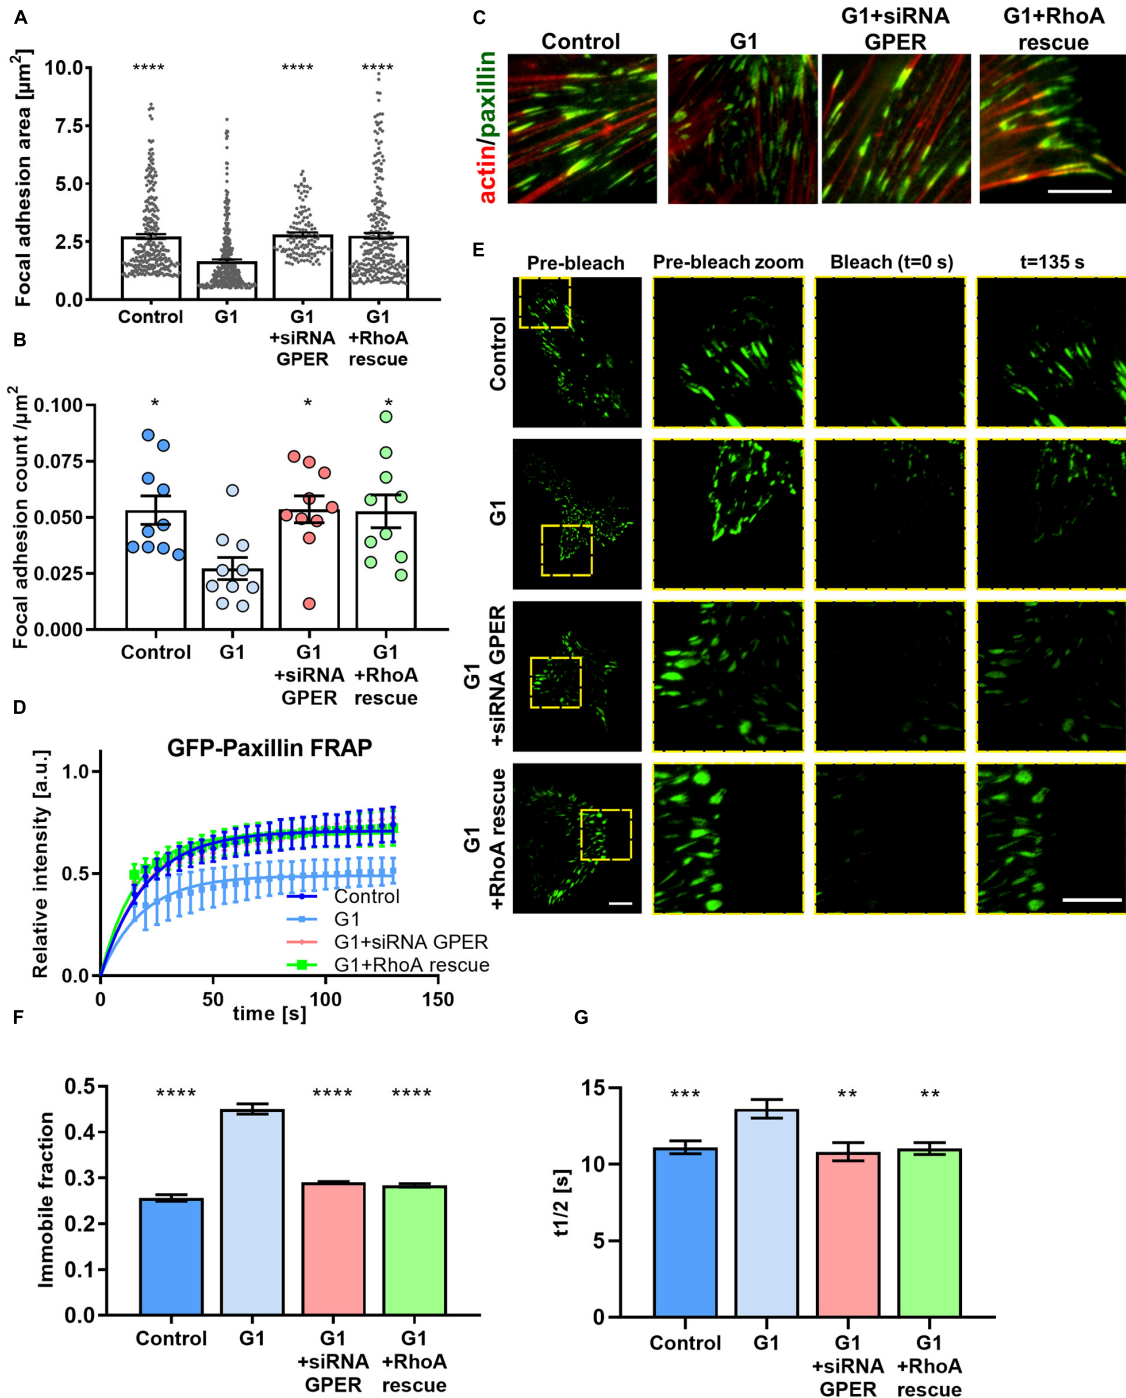 A
Focal adhesion area [µm²]
10.0
7.5
5.0
2.5
0.0
**** **** ****
Control
G1
G1
+siRNA
GPER
G1
+RhoA
rescue
B
Focal adhesion count /µm²
0.100
0.075
0.050
0.025
0.000
* * *
Control
G1
G1
+siRNA
GPER
G1
+RhoA
rescue
C
actin/paxillin
Control
G1
G1+siRNA
GPER
G1+RhoA
rescue
D
GFP-Paxillin FRAP
Relative intensity [a.u.]
1.0
0.5
0.0
0
50
100
150
time [s]
Control
G1
G1+siRNA GPER
G1+RhoA rescue
E
Pre-bleach
Pre-bleach zoom
Bleach (t=0 s)
t=135 s
Control
G1
G1
+siRNA GPER
G1
+RhoA rescue
F
Immobile fraction
0.5
0.4
0.3
0.2
0.1
0.0
**** **** ****
Control
G1
G1
+siRNA
GPER
G1
+RhoA
rescue
G
t1/2 [s]
15
10
5
0
*** ** **
Control
G1
G1
+siRNA
GPER
G1
+RhoA
rescue